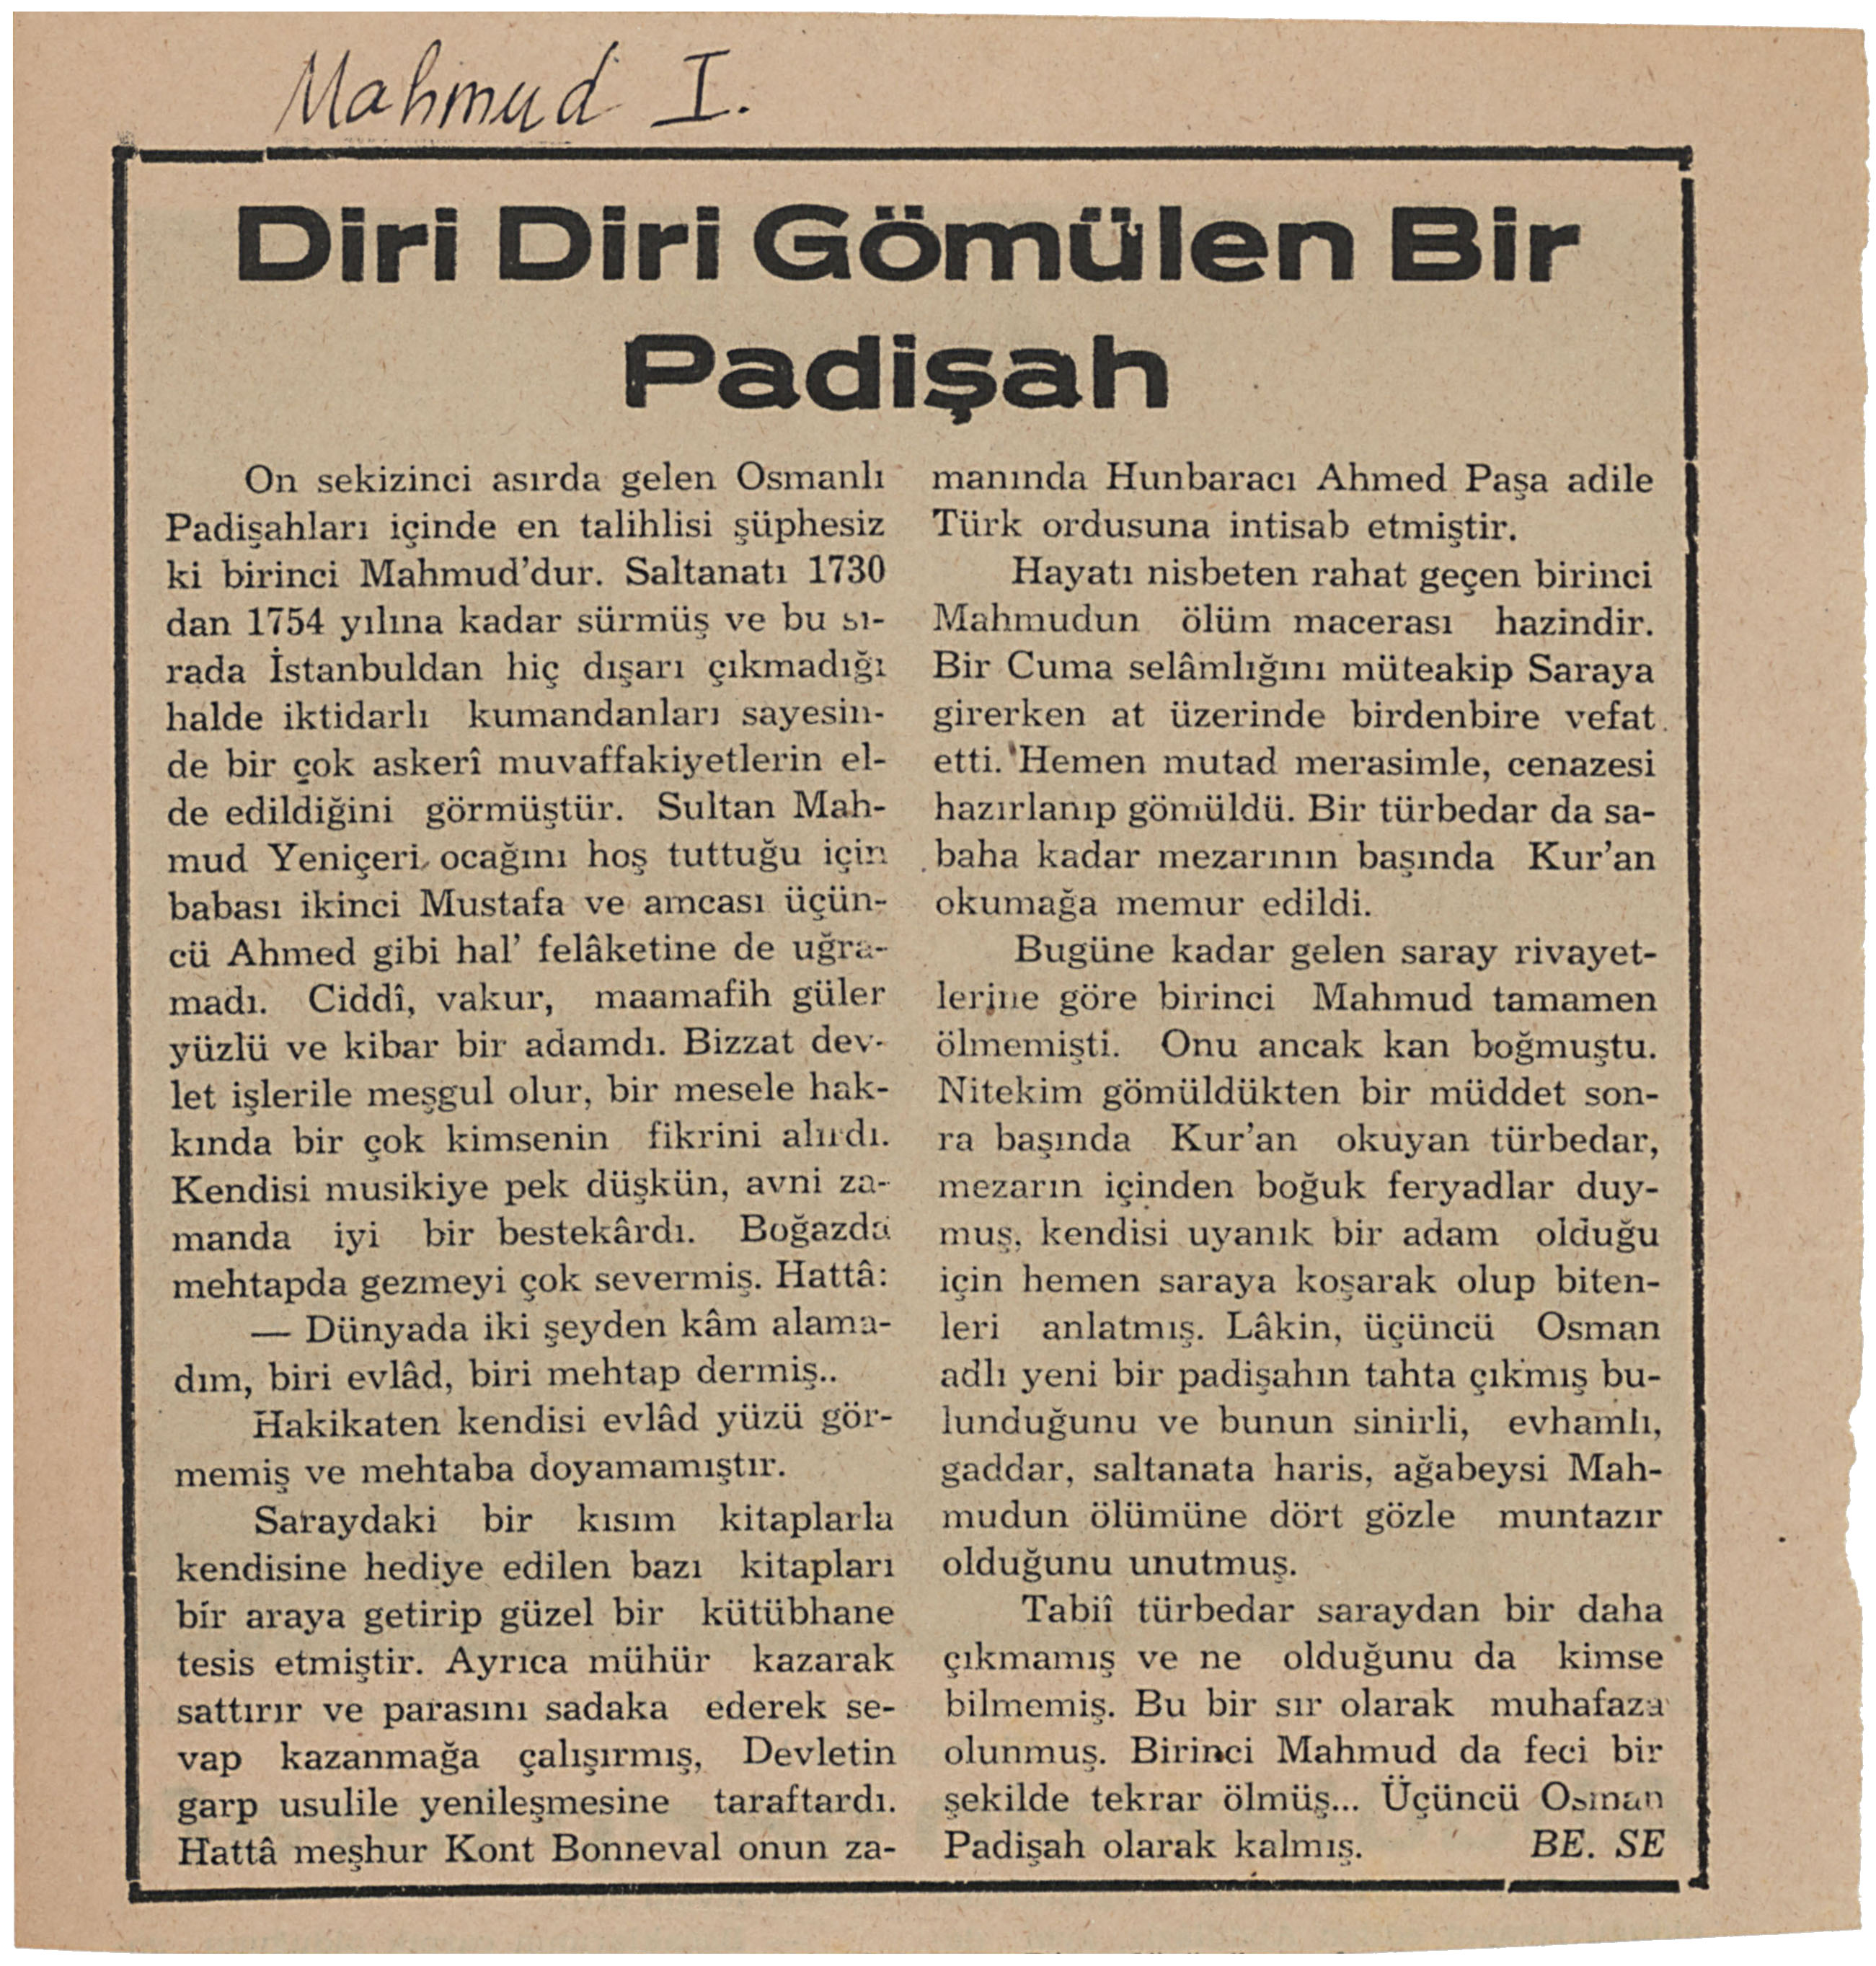 Mahmud I.
Diri Diri Gömülen Bir
Padişah
On sekizinci asırda gelen Osmanlı
Padişahları içinde en talihlisi şüphesiz
ki birinci Mahmud'dur. Saltanatı 1730
dan 1754 yılına kadar sürmüş ve bu sı-
rada İstanbuldan hiç dışarı çıkmadığı
halde iktidarlı kumandanları sayesin-
de bir çok askerî muvaffakiyetlerin el-
de edildiğini görmüştür. Sultan Mah-
mud Yeniçeri ocağını hoş tuttuğu için
babası ikinci Mustafa ve amcası üçün-
cü Ahmed gibi hal' felâketine de uğra-
madı. Ciddî, vakur, maamafih güler
yüzlü ve kibar bir adamdı. Bizzat dev-
let işlerile meşgul olur, bir mesele hak-
kında bir çok kimsenin fikrini alırdı.
Kendisi musikiye pek düşkün, avni za-
manda iyi bir bestekârdı. Boğazda
mehtapda gezmeyi çok severmiş. Hattâ:
— Dünyada iki şeyden kâm alama-
dım, biri evlâd, biri mehtap dermiş..
Hakikaten kendisi evlâd yüzü gör-
memiş ve mehtaba doyamamıştır.
Saraydaki bir kısım kitaplarla
kendisine hediye edilen bazı kitapları
bir araya getirip güzel bir kütübhane
tesis etmiştir. Ayrıca mühür kazarak
sattırır ve parasını sadaka ederek se-
vap kazanmağa çalışırmış, Devletin
garp usulile yenileşmesine taraftardı.
Hattâ meşhur Kont Bonneval onun za-
manında Hunbaracı Ahmed Paşa adile
Türk ordusuna intisab etmiştir.
Hayatı nisbeten rahat geçen birinci
Mahmudun ölüm macerası hazindir.
Bir Cuma selâmlığını müteakip Saraya
girerken at üzerinde birdenbire vefat
etti. Hemen mutad merasimle, cenazesi
hazırlanıp gömüldü. Bir türbedar da sa-
baha kadar mezarının başında Kur'an
okumağa memur edildi.
Bugüne kadar gelen saray rivayet-
lerine göre birinci Mahmud tamamen
ölmemişti. Onu ancak kan boğmuştu.
Nitekim gömüldükten bir müddet son-
ra başında Kur'an okuyan türbedar,
mezarın içinden boğuk feryadlar duy-
muş, kendisi uyanık bir adam olduğu
için hemen saraya koşarak olup biten-
leri anlatmış. Lâkin, üçüncü Osman
adlı yeni bir padişahın tahta çıkmış bu-
lunduğunu ve bunun sinirli, evhamlı,
gaddar, saltanata haris, ağabeysi Mah-
mudun ölümüne dört gözle muntazır
olduğunu unutmuş.
Tabiî türbedar saraydan bir daha
çıkmamış ve ne olduğunu da kimse
bilmemiş. Bu bir sır olarak muhafaza
olunmuş. Birinci Mahmud da feci bir
şekilde tekrar ölmüş... Üçüncü Osman
Padişah olarak kalmış. BE. SE